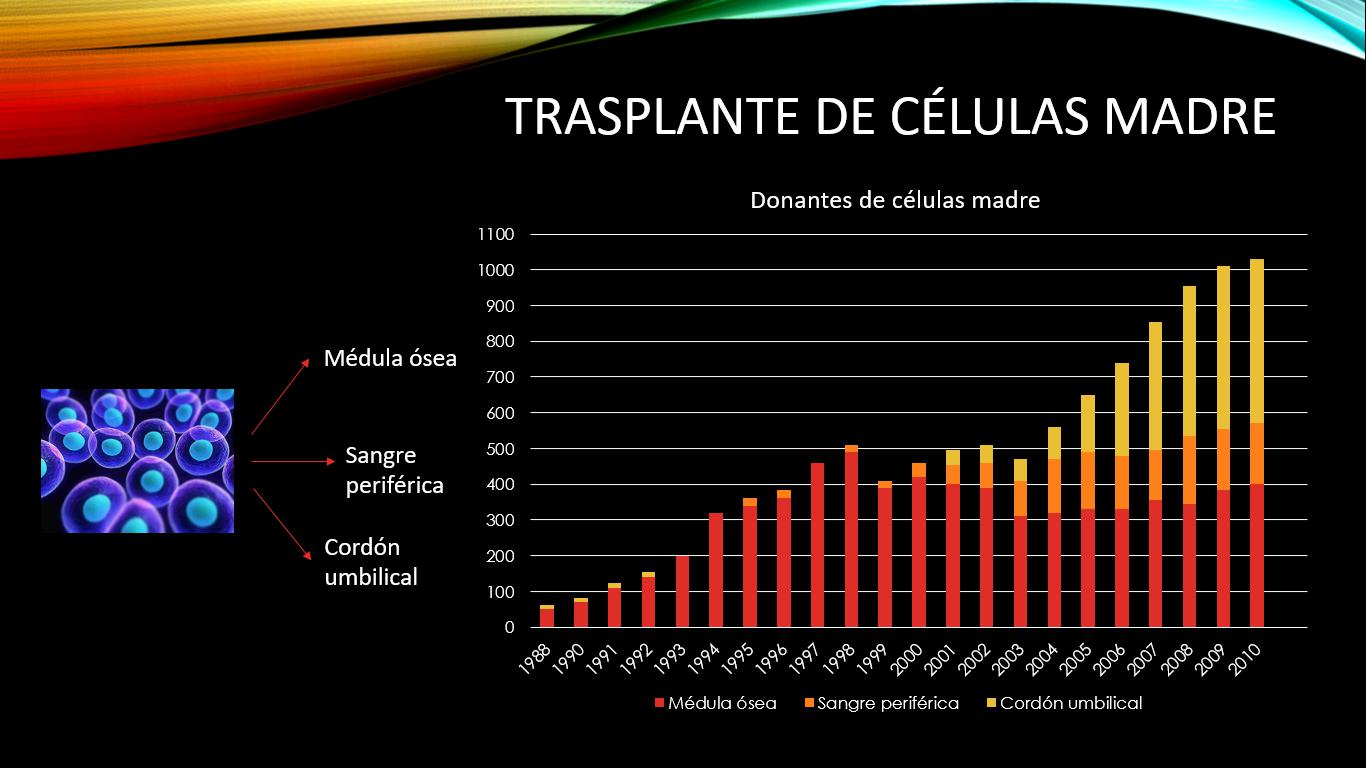 TRASPLANTE DE CÉLULAS MADRE
Donantes de células madre
Médula ósea
Sangre
periférica
Cordón
umbilical
1100
1000
900
800
700
600
500
400
300
200
100
0
1988 1990 1991 1992 1993 1994 1995 1996 1997 1998 1999 2000 2001 2002 2003 2004 2005 2006 2007 2008 2009 2010
Médula ósea Sangre periférica Cordón umbilical